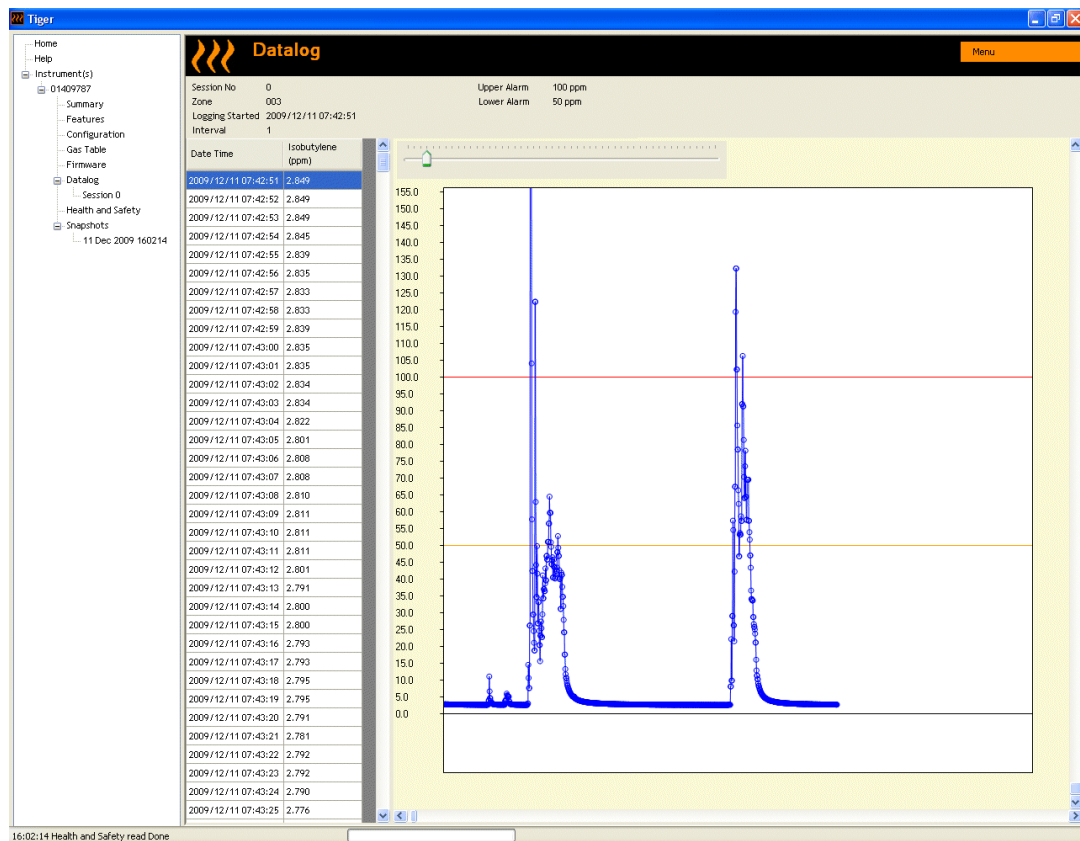 Tiger
Home
Help
Instrument(s)
01409787
Summary
Features
Configuration
Gas Table
Firmware
Datalog
Session 0
Health and Safety
Snapshots
11 Dec 2009 160214
Datalog
Menu
Session No 0 Upper Alarm 100 ppm
Zone 003 Lower Alarm 50 ppm
Logging Started 2009/12/11 07:42:51
Interval 1
Date Time Isobutylene (ppm)
2009/12/11 07:42:51 2.849
2009/12/11 07:42:52 2.849
2009/12/11 07:42:53 2.849
2009/12/11 07:42:54 2.845
2009/12/11 07:42:55 2.839
2009/12/11 07:42:56 2.835
2009/12/11 07:42:57 2.833
2009/12/11 07:42:58 2.833
2009/12/11 07:42:59 2.839
2009/12/11 07:43:00 2.835
2009/12/11 07:43:01 2.835
2009/12/11 07:43:02 2.834
2009/12/11 07:43:03 2.834
2009/12/11 07:43:04 2.822
2009/12/11 07:43:05 2.801
2009/12/11 07:43:06 2.808
2009/12/11 07:43:07 2.808
2009/12/11 07:43:08 2.810
2009/12/11 07:43:09 2.811
2009/12/11 07:43:10 2.811
2009/12/11 07:43:11 2.811
2009/12/11 07:43:12 2.801
2009/12/11 07:43:13 2.791
2009/12/11 07:43:14 2.800
2009/12/11 07:43:15 2.800
2009/12/11 07:43:16 2.793
2009/12/11 07:43:17 2.793
2009/12/11 07:43:18 2.795
2009/12/11 07:43:19 2.795
2009/12/11 07:43:20 2.791
2009/12/11 07:43:21 2.781
2009/12/11 07:43:22 2.792
2009/12/11 07:43:23 2.792
2009/12/11 07:43:24 2.790
2009/12/11 07:43:25 2.776
155.0
150.0
145.0
140.0
135.0
130.0
125.0
120.0
115.0
110.0
105.0
100.0
95.0
90.0
85.0
80.0
75.0
70.0
65.0
60.0
55.0
50.0
45.0
40.0
35.0
30.0
25.0
20.0
15.0
10.0
5.0
0.0
16:02:14 Health and Safety read Done